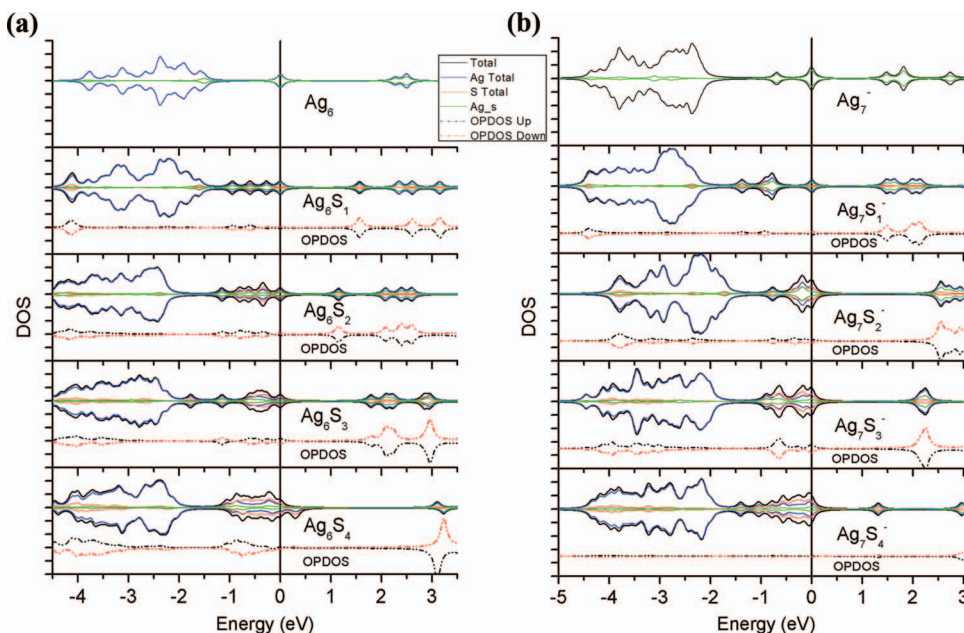 (a)
(b)
Total
Ag Total
S Total
Ag_s
OPDOS Up
OPDOS Down
Ag₆
Ag₇⁻
Ag₆S₁
OPDOS
Ag₇S₁⁻
OPDOS
DOS
DOS
Ag₆S₂
OPDOS
Ag₇S₂⁻
OPDOS
Ag₆S₃
OPDOS
Ag₇S₃⁻
OPDOS
Ag₆S₄
OPDOS
Ag₇S₄⁻
OPDOS
-4 -3 -2 -1 0 1 2 3
-5 -4 -3 -2 -1 0 1 2 3
Energy (eV)
Energy (eV)